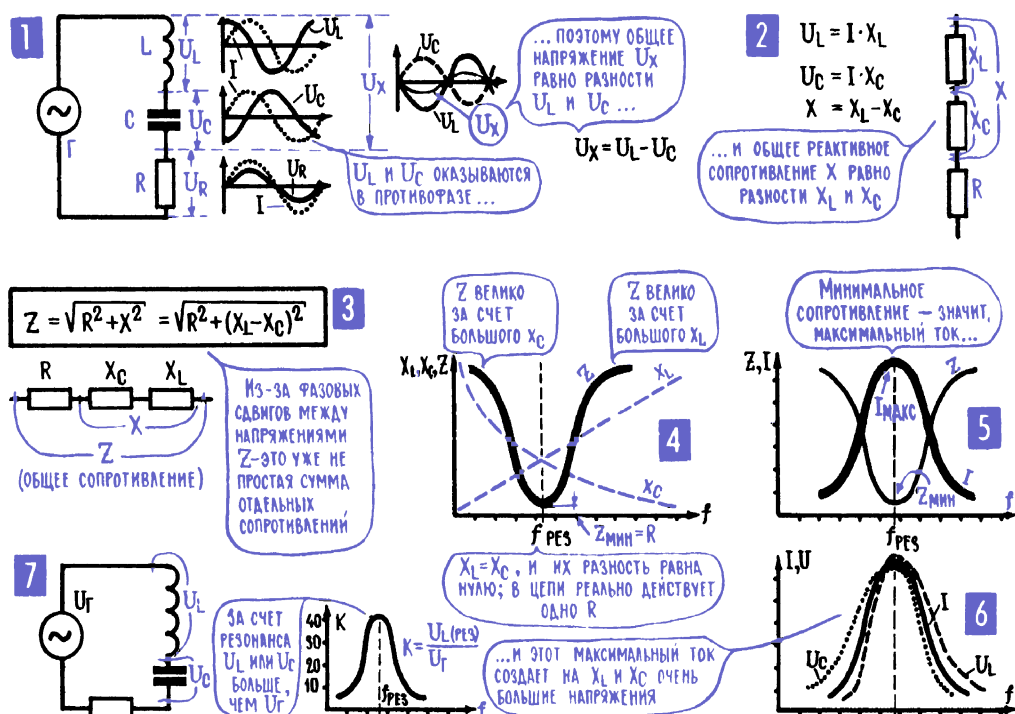 1
L
U_L
C
U_C
R
U_R
Г
I
U_L
U_C
I
U_R
U_X
U_C
U_L
U_X
...ПОЭТОМУ ОБЩЕЕ
НАПРЯЖЕНИЕ U_X
РАВНО РАЗНОСТИ
U_L И U_C ...
U_X = U_L - U_C
U_L И U_C ОКАЗЫВАЮТСЯ
В ПРОТИВОФАЗЕ ...
2
U_L = I·X_L
U_C = I·X_C
X = X_L - X_C
...И ОБЩЕЕ РЕАКТИВНОЕ
СОПРОТИВЛЕНИЕ X РАВНО
РАЗНОСТИ X_L И X_C
X_L
X_C
X
R
Z = √R²+X² = √R²+(X_L-X_C)²
3
R X_C X_L
X
Z
(ОБЩЕЕ СОПРОТИВЛЕНИЕ)
ИЗ-ЗА ФАЗОВЫХ
СДВИГОВ МЕЖДУ
НАПРЯЖЕНИЯМИ
Z-ЭТО УЖЕ НЕ
ПРОСТАЯ СУММА
ОТДЕЛЬНЫХ
СОПРОТИВЛЕНИЙ
Z ВЕЛИКО
ЗА СЧЕТ
БОЛЬШОГО X_C
Z ВЕЛИКО
ЗА СЧЕТ
БОЛЬШОГО X_L
X_L,X_C,Z
Z
X_L
4
X_C
f
f РЕЗ
Z МИН = R
X_L = X_C, И ИХ РАЗНОСТЬ РАВНА
НУЛЮ; В ЦЕПИ РЕАЛЬНО ДЕЙСТВУЕТ
ОДНО R
МИНИМАЛЬНОЕ
СОПРОТИВЛЕНИЕ – ЗНАЧИТ,
МАКСИМАЛЬНЫЙ ТОК...
Z,I
Z
I МАКС
5
Z МИН
I
f
f РЕЗ
I,U
I
6
U_C
U_L
f
...И ЭТОТ МАКСИМАЛЬНЫЙ ТОК
СОЗДАЕТ НА X_L И X_C ОЧЕНЬ
БОЛЬШИЕ НАПРЯЖЕНИЯ
7
U_Г
U_L
U_C
ЗА СЧЕТ
РЕЗОНАНСА
U_L ИЛИ U_C
БОЛЬШЕ,
ЧЕМ U_Г
40
30
20
10
K
f РЕЗ
f
K = U_L(РЕЗ)/U_Г